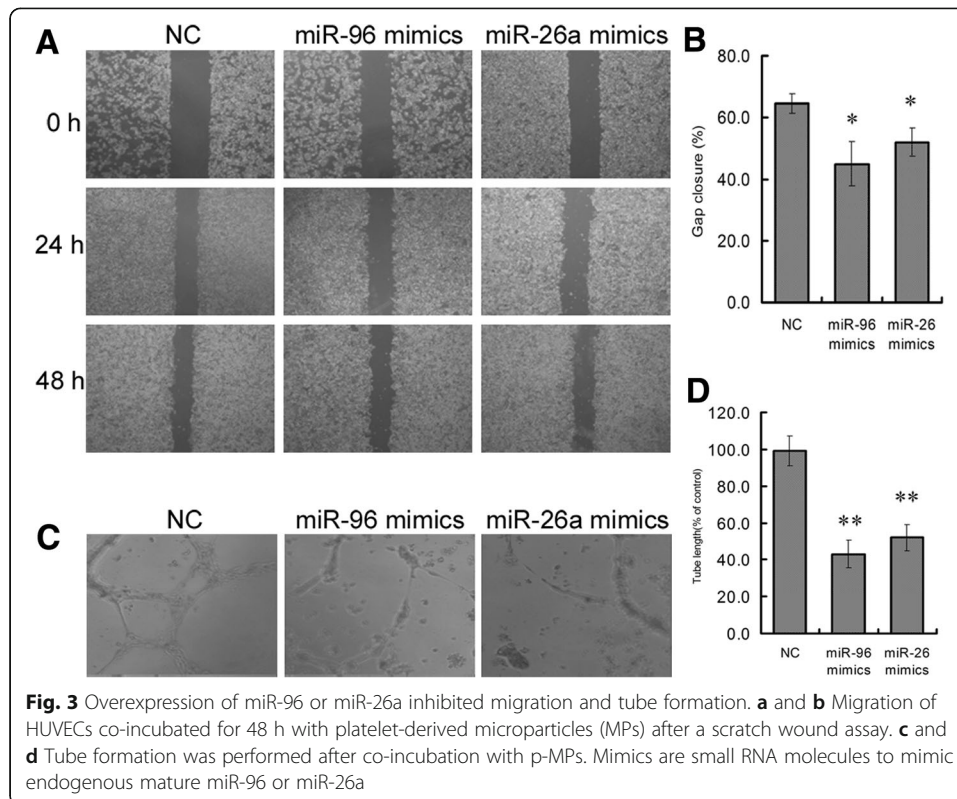 A
NC
miR-96 mimics
miR-26a mimics
0 h
24 h
48 h
B
80.0
60.0
40.0
20.0
0.0
Gap closure (%)
*
*
NC
miR-96
mimics
miR-26
mimics
C
NC
miR-96 mimics
miR-26a mimics
D
120.0
100.0
80.0
60.0
40.0
20.0
0.0
Tube length(% of control)
**
**
NC
miR-96
mimics
miR-26
mimics
Fig. 3 Overexpression of miR-96 or miR-26a inhibited migration and tube formation. a and b Migration of
HUVECs co-incubated for 48 h with platelet-derived microparticles (MPs) after a scratch wound assay. c and
d Tube formation was performed after co-incubation with p-MPs. Mimics are small RNA molecules to mimic
endogenous mature miR-96 or miR-26a